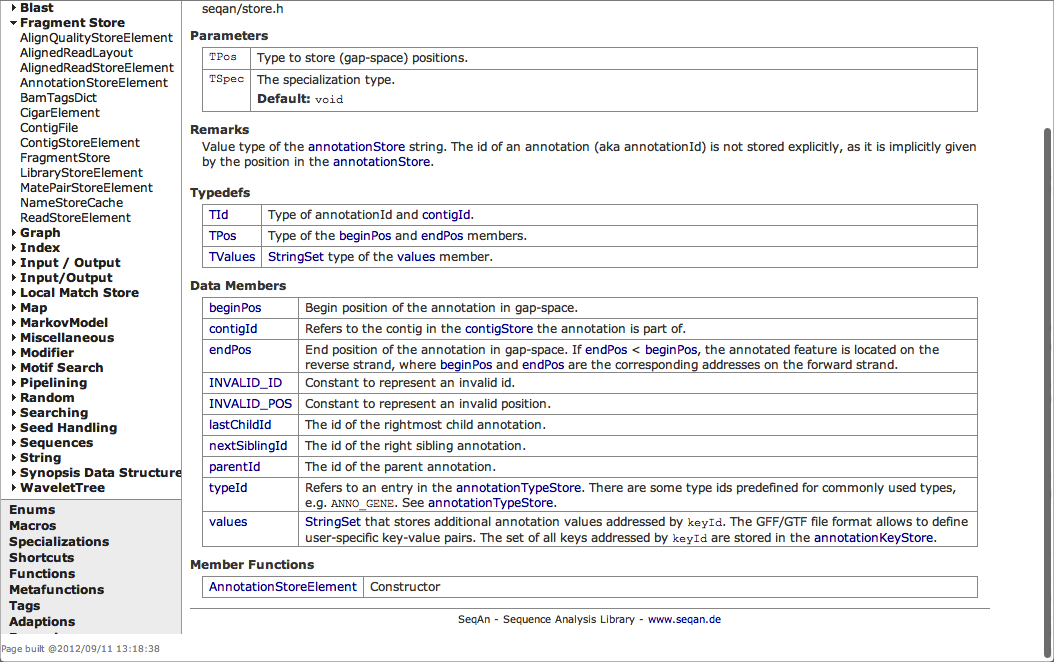 Blast
Fragment Store
AlignQualityStoreElement
AlignedReadLayout
AlignedReadStoreElement
AnnotationStoreElement
BamTagsDict
CigarElement
ContigFile
ContigStoreElement
FragmentStore
LibraryStoreElement
MatePairStoreElement
NameStoreCache
ReadStoreElement
Graph
Index
Input / Output
Input/Output
Local Match Store
Map
MarkovModel
Miscellaneous
Modifier
Motif Search
Pipelining
Random
Searching
Seed Handling
Sequences
String
Synopsis Data Structure
WaveletTree
Enums
Macros
Specializations
Shortcuts
Functions
Metafunctions
Tags
Adaptions
Page built @2012/09/11 13:18:38
seqan/store.h
Parameters
TPos Type to store (gap-space) positions.
TSpec The specialization type.
Default: void
Remarks
Value type of the annotationStore string. The id of an annotation (aka annotationId) is not stored explicitly, as it is implicitly given
by the position in the annotationStore.
Typedefs
TId Type of annotationId and contigId.
TPos Type of the beginPos and endPos members.
TValues StringSet type of the values member.
Data Members
beginPos Begin position of the annotation in gap-space.
contigId Refers to the contig in the contigStore the annotation is part of.
endPos End position of the annotation in gap-space. If endPos < beginPos, the annotated feature is located on the
reverse strand, where beginPos and endPos are the corresponding addresses on the forward strand.
INVALID_ID Constant to represent an invalid id.
INVALID_POS Constant to represent an invalid position.
lastChildId The id of the rightmost child annotation.
nextSiblingId The id of the right sibling annotation.
parentId The id of the parent annotation.
typeId Refers to an entry in the annotationTypeStore. There are some type ids predefined for commonly used types,
e.g. ANNO_GENE. See annotationTypeStore.
values StringSet that stores additional annotation values addressed by keyId. The GFF/GTF file format allows to define
user-specific key-value pairs. The set of all keys addressed by keyId are stored in the annotationKeyStore.
Member Functions
AnnotationStoreElement Constructor
SeqAn - Sequence Analysis Library - www.seqan.de